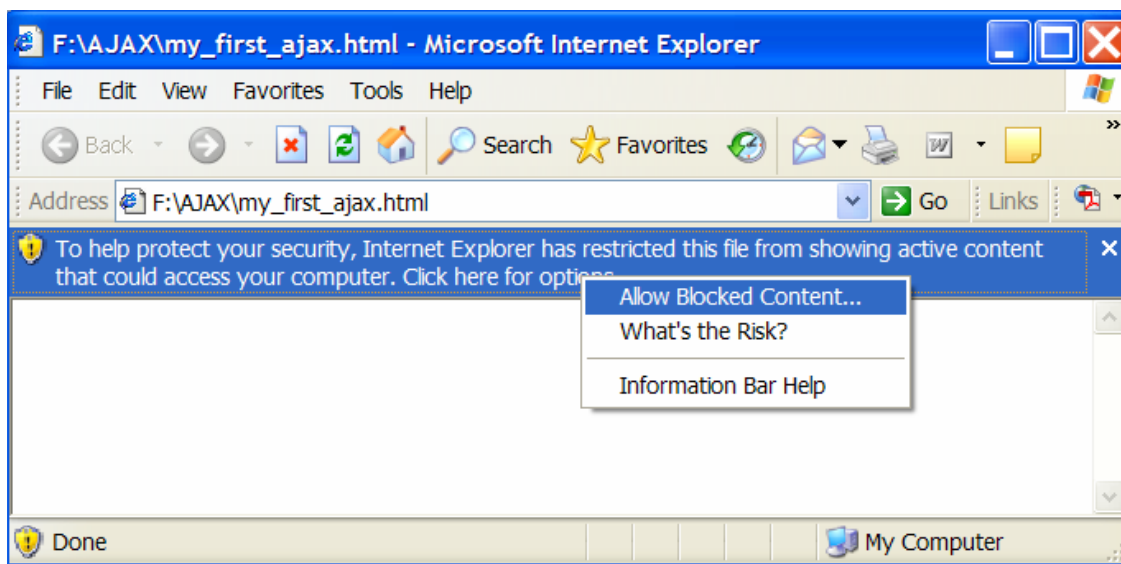 F:\AJAX\my_first_ajax.html - Microsoft Internet Explorer
File Edit View Favorites Tools Help
Back Search Favorites W »
Address F:\AJAX\my_first_ajax.html Go Links
To help protect your security, Internet Explorer has restricted this file from showing active content
that could access your computer. Click here for options
Allow Blocked Content...
What's the Risk?
Information Bar Help
Done My Computer